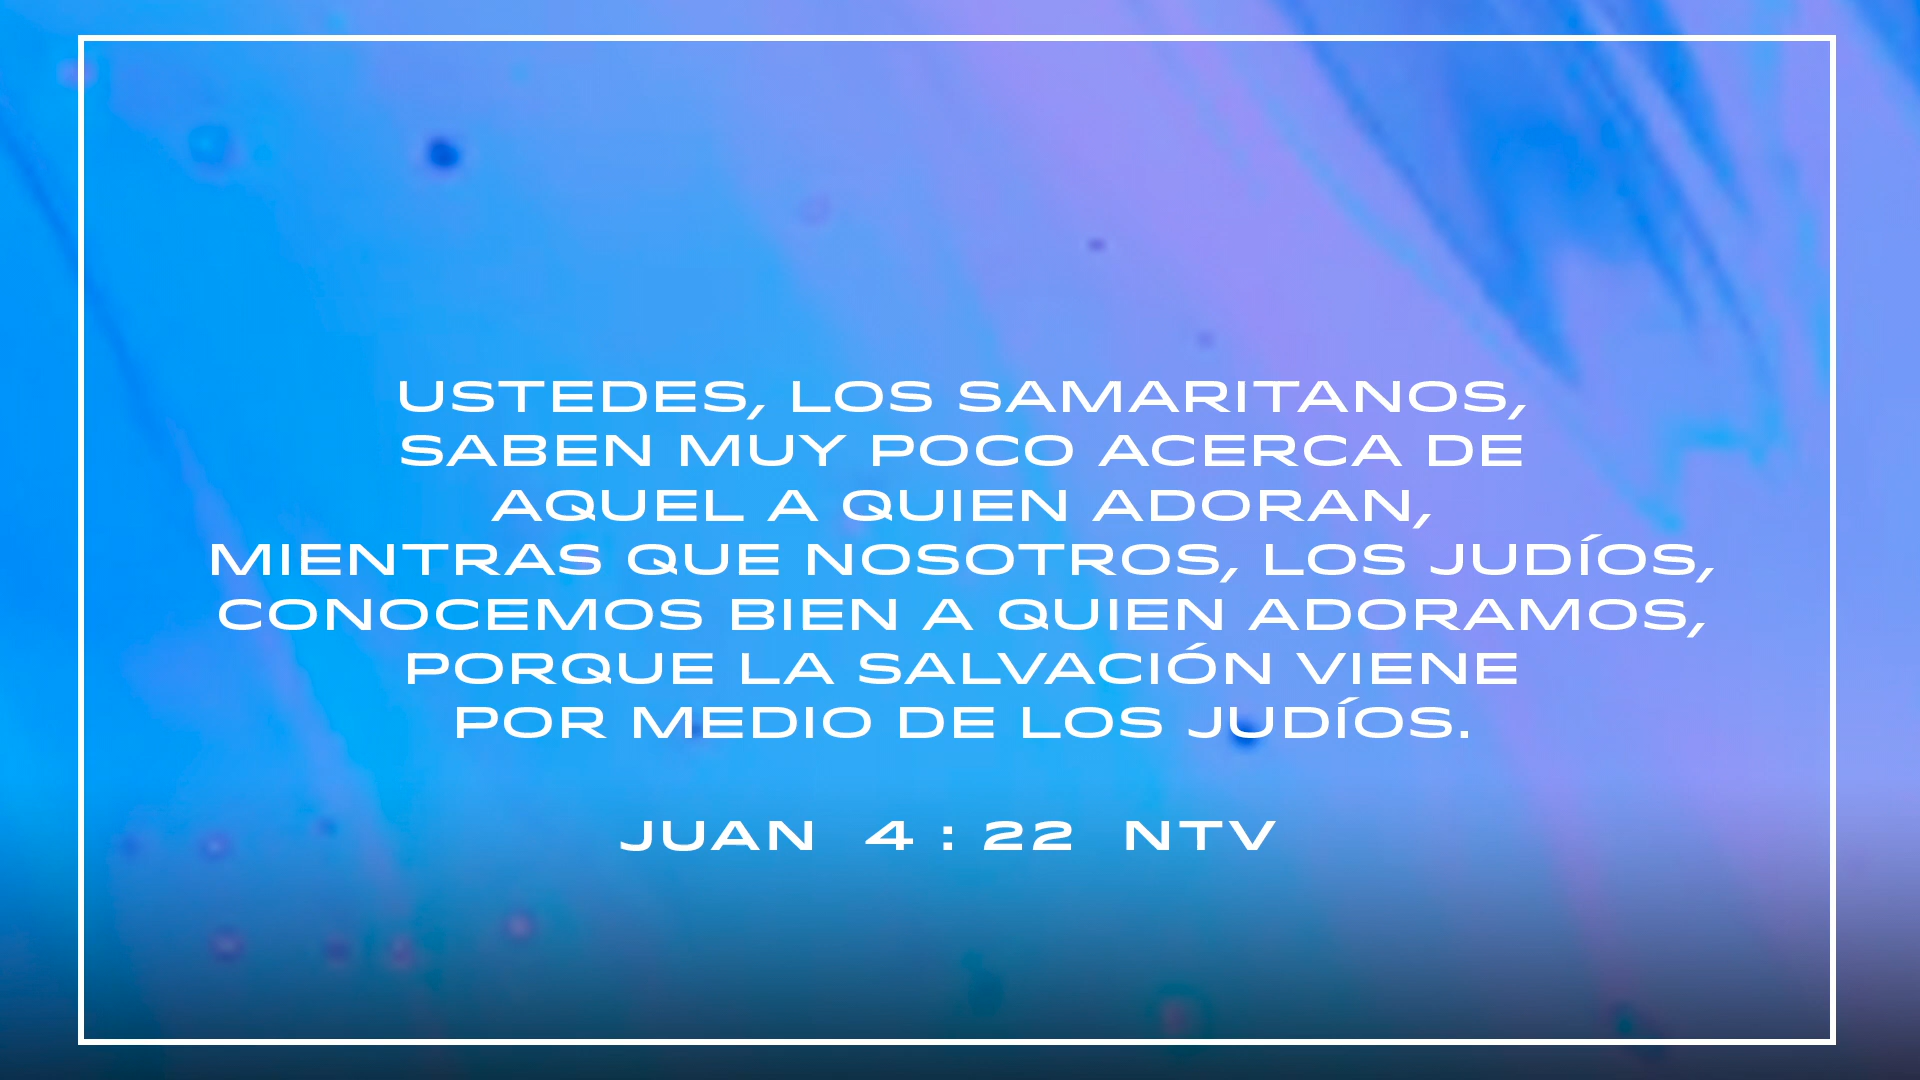 USTEDES, LOS SAMARITANOS,
SABEN MUY POCO ACERCA DE
AQUEL A QUIEN ADORAN,
MIENTRAS QUE NOSOTROS, LOS JUDÍOS,
CONOCEMOS BIEN A QUIEN ADORAMOS,
PORQUE LA SALVACIÓN VIENE
POR MEDIO DE LOS JUDÍOS.
JUAN 4 : 22 NTV